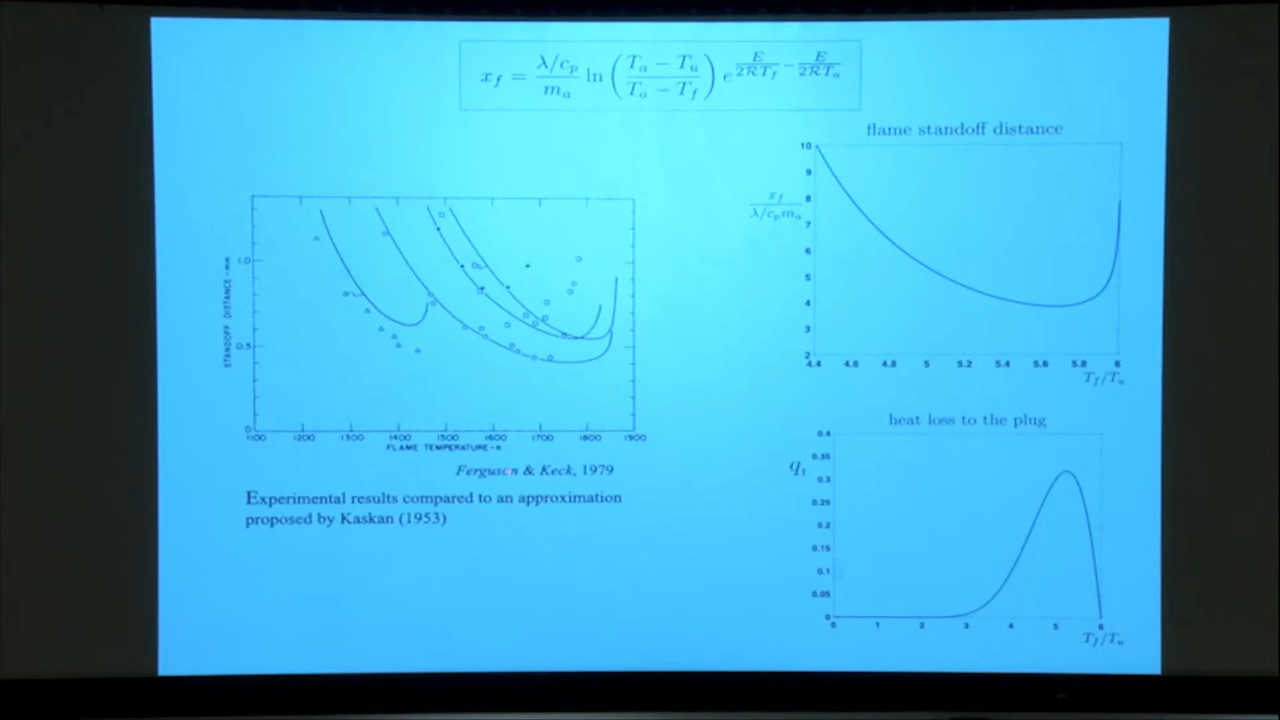 x_f = \frac{λ/c_p}{m_a} ln (\frac{T_a − T_u}{T_a − T_f}) e^{\frac{E}{2RT_f} − \frac{E}{2RT_a}}
flame standoff distance
10
9
\frac{x_f}{λ/c_p m_a}
8
7
6
5
4
3
2
4.4 4.6 4.8 5 5.2 5.4 5.6 5.8 6
T_f/T_u
STANDOFF DISTANCE-mm
1.0
0.5
0
1100 1200 1300 1400 1500 1600 1700 1800 1900
FLAME TEMPERATURE-K
Ferguson & Keck, 1979
Experimental results compared to an approximation
proposed by Kaskan (1953)
heat loss to the plug
0.4
0.35
q_1
0.3
0.25
0.2
0.15
0.1
0.05
0
0 1 2 3 4 5 6
T_f/T_u